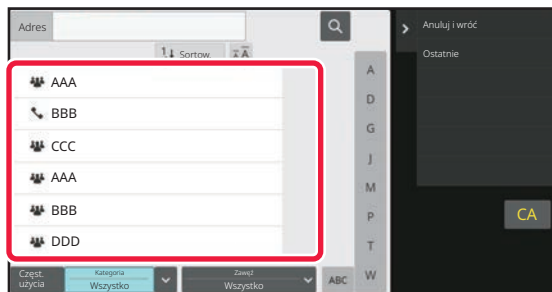 Adres
Anuluj i wróć
Ostatnie
1 Sortow. A
AAA
BBB
CCC
AAA
BBB
DDD
A
D
G
J
M
P
T
W
CA
Częst.
użycia
Kategoria
Wszystko
Zawęź
Wszystko
ABC